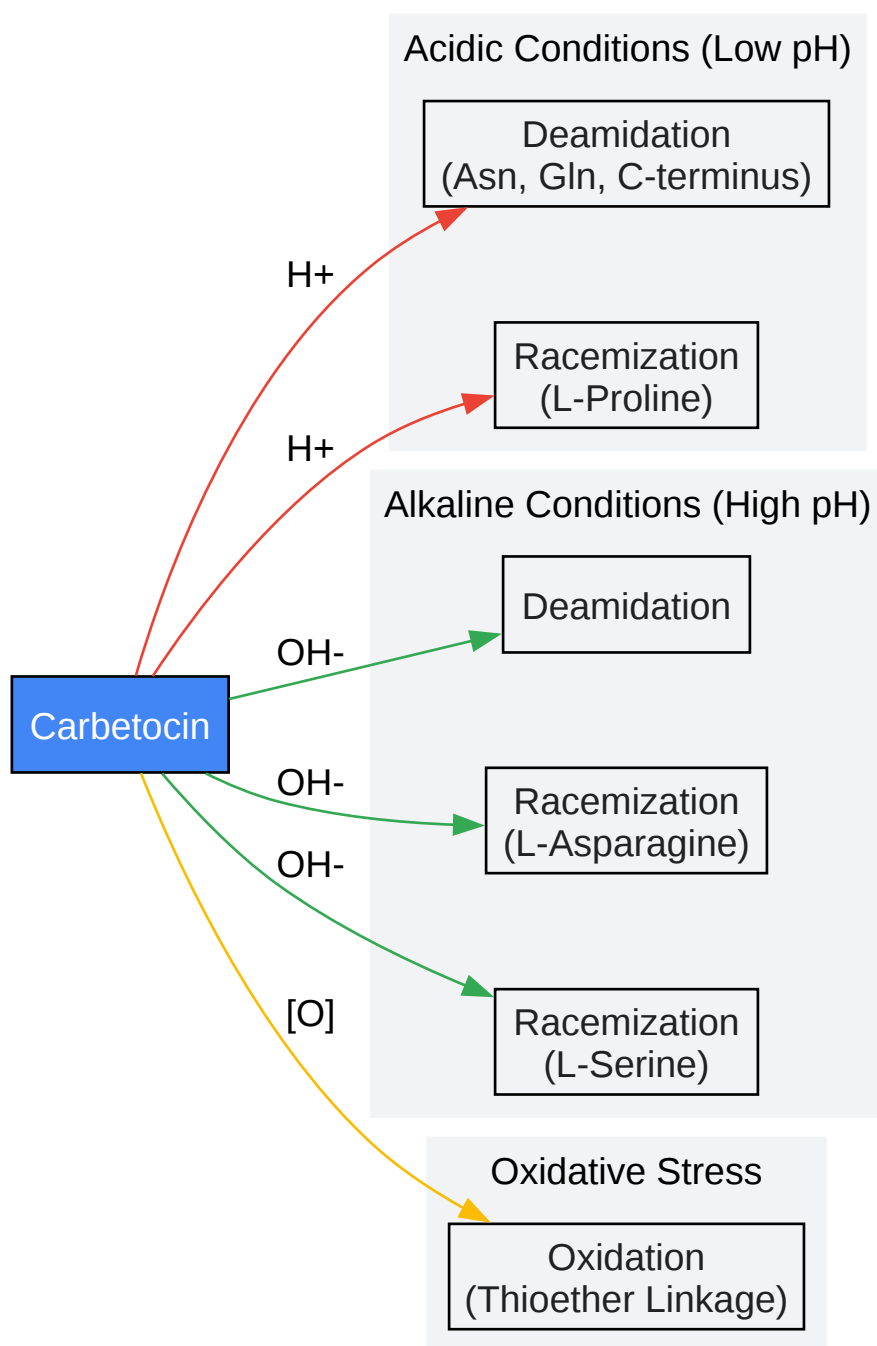 Acidic Conditions (Low pH)
Deamidation
(Asn, Gln, C-terminus)
H+
Racemization
(L-Proline)
H+
Alkaline Conditions (High pH)
Deamidation
OH-
Carbetocin
OH-
Racemization
(L-Asparagine)
OH-
[O]
Racemization
(L-Serine)
Oxidative Stress
Oxidation
(Thioether Linkage)